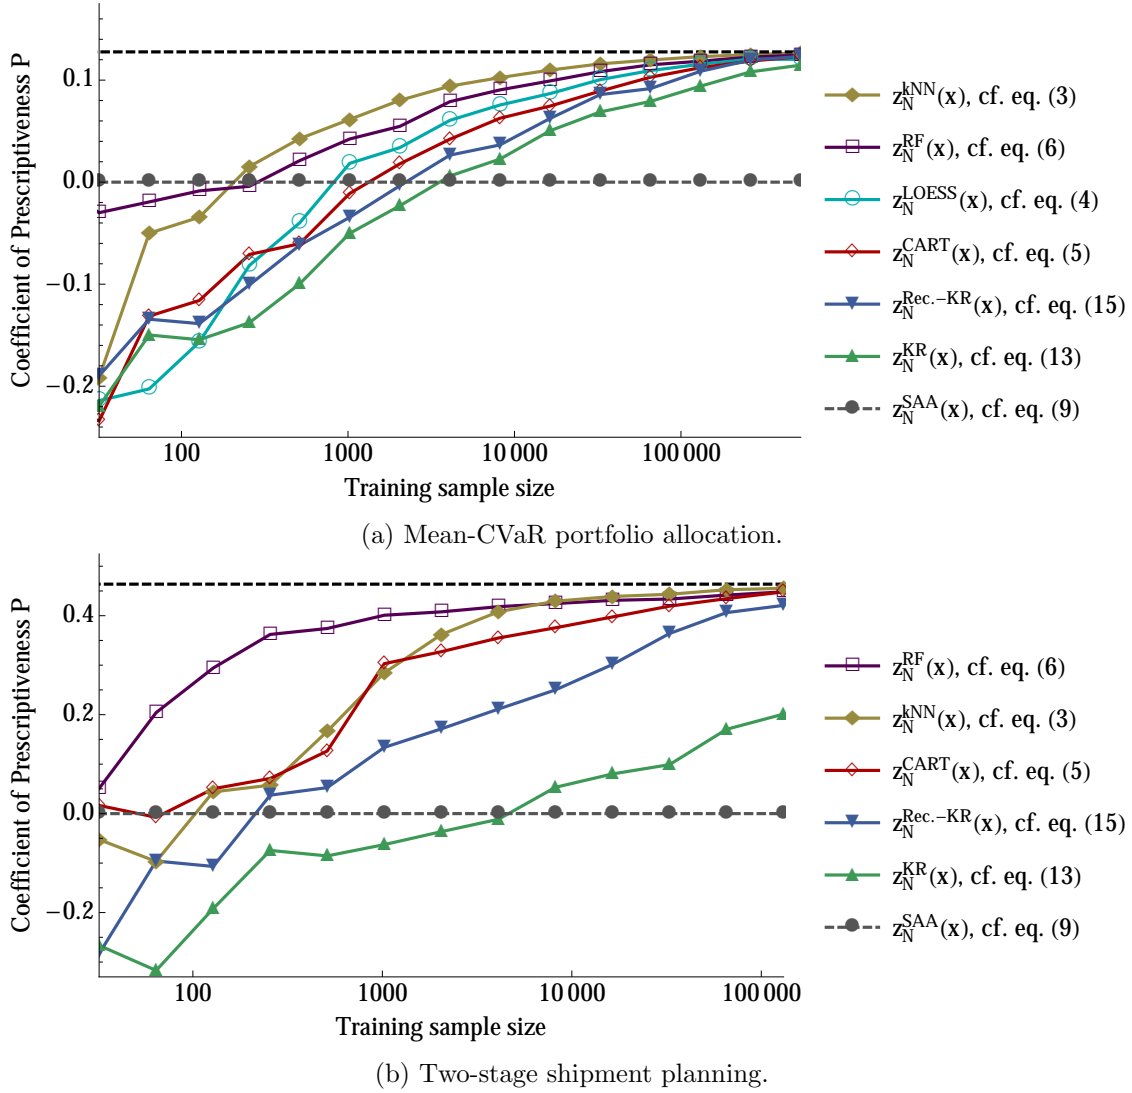 Coefficient of Prescriptiveness P
0.1
0.0
−0.1
−0.2
100
1000
10 000
100 000
Training sample size
z_N^kNN(x), cf. eq. (3)
z_N^RF(x), cf. eq. (6)
z_N^LOESS(x), cf. eq. (4)
z_N^CART(x), cf. eq. (5)
z_N^Rec.−KR(x), cf. eq. (15)
z_N^KR(x), cf. eq. (13)
z_N^SAA(x), cf. eq. (9)
(a) Mean-CVaR portfolio allocation.
Coefficient of Prescriptiveness P
0.4
0.2
0.0
−0.2
100
1000
10 000
100 000
Training sample size
z_N^RF(x), cf. eq. (6)
z_N^kNN(x), cf. eq. (3)
z_N^CART(x), cf. eq. (5)
z_N^Rec.−KR(x), cf. eq. (15)
z_N^KR(x), cf. eq. (13)
z_N^SAA(x), cf. eq. (9)
(b) Two-stage shipment planning.